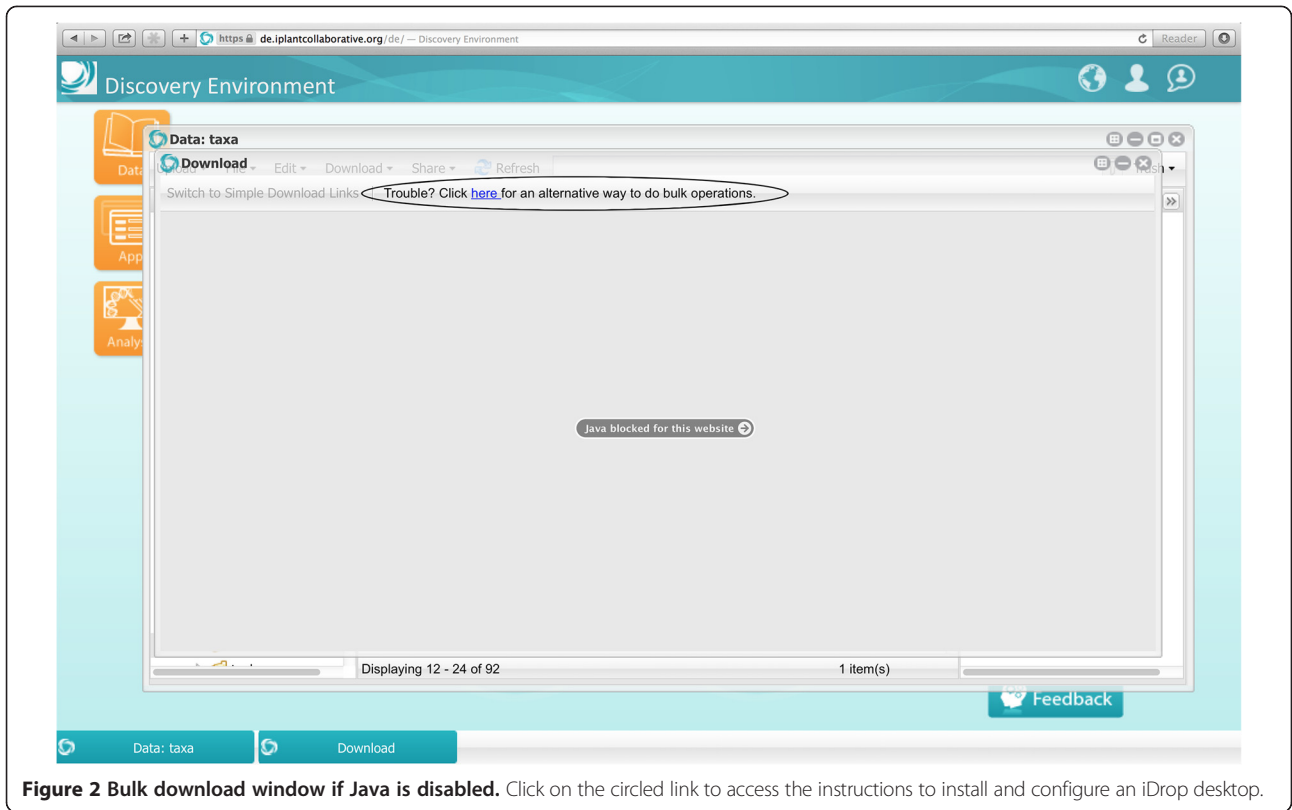 https de.iplantcollaborative.org/de/ — Discovery Environment
Reader
Discovery Environment
Data: taxa
Download
Edit Download Share Refresh
Switch to Simple Download Links Trouble? Click here for an alternative way to do bulk operations.
Java blocked for this website
Displaying 12 - 24 of 92 1 item(s)
Feedback
Data: taxa Download
Figure 2 Bulk download window if Java is disabled. Click on the circled link to access the instructions to install and configure an iDrop desktop.